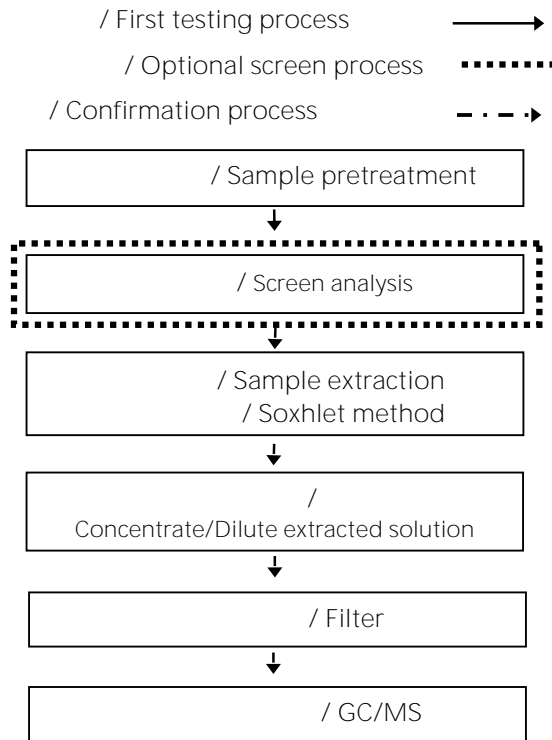 / First testing process
/ Optional screen process
/ Confirmation process
/ Sample pretreatment
/ Screen analysis
/ Sample extraction
/ Soxhlet method
/
Concentrate/Dilute extracted solution
/ Filter
/ GC/MS